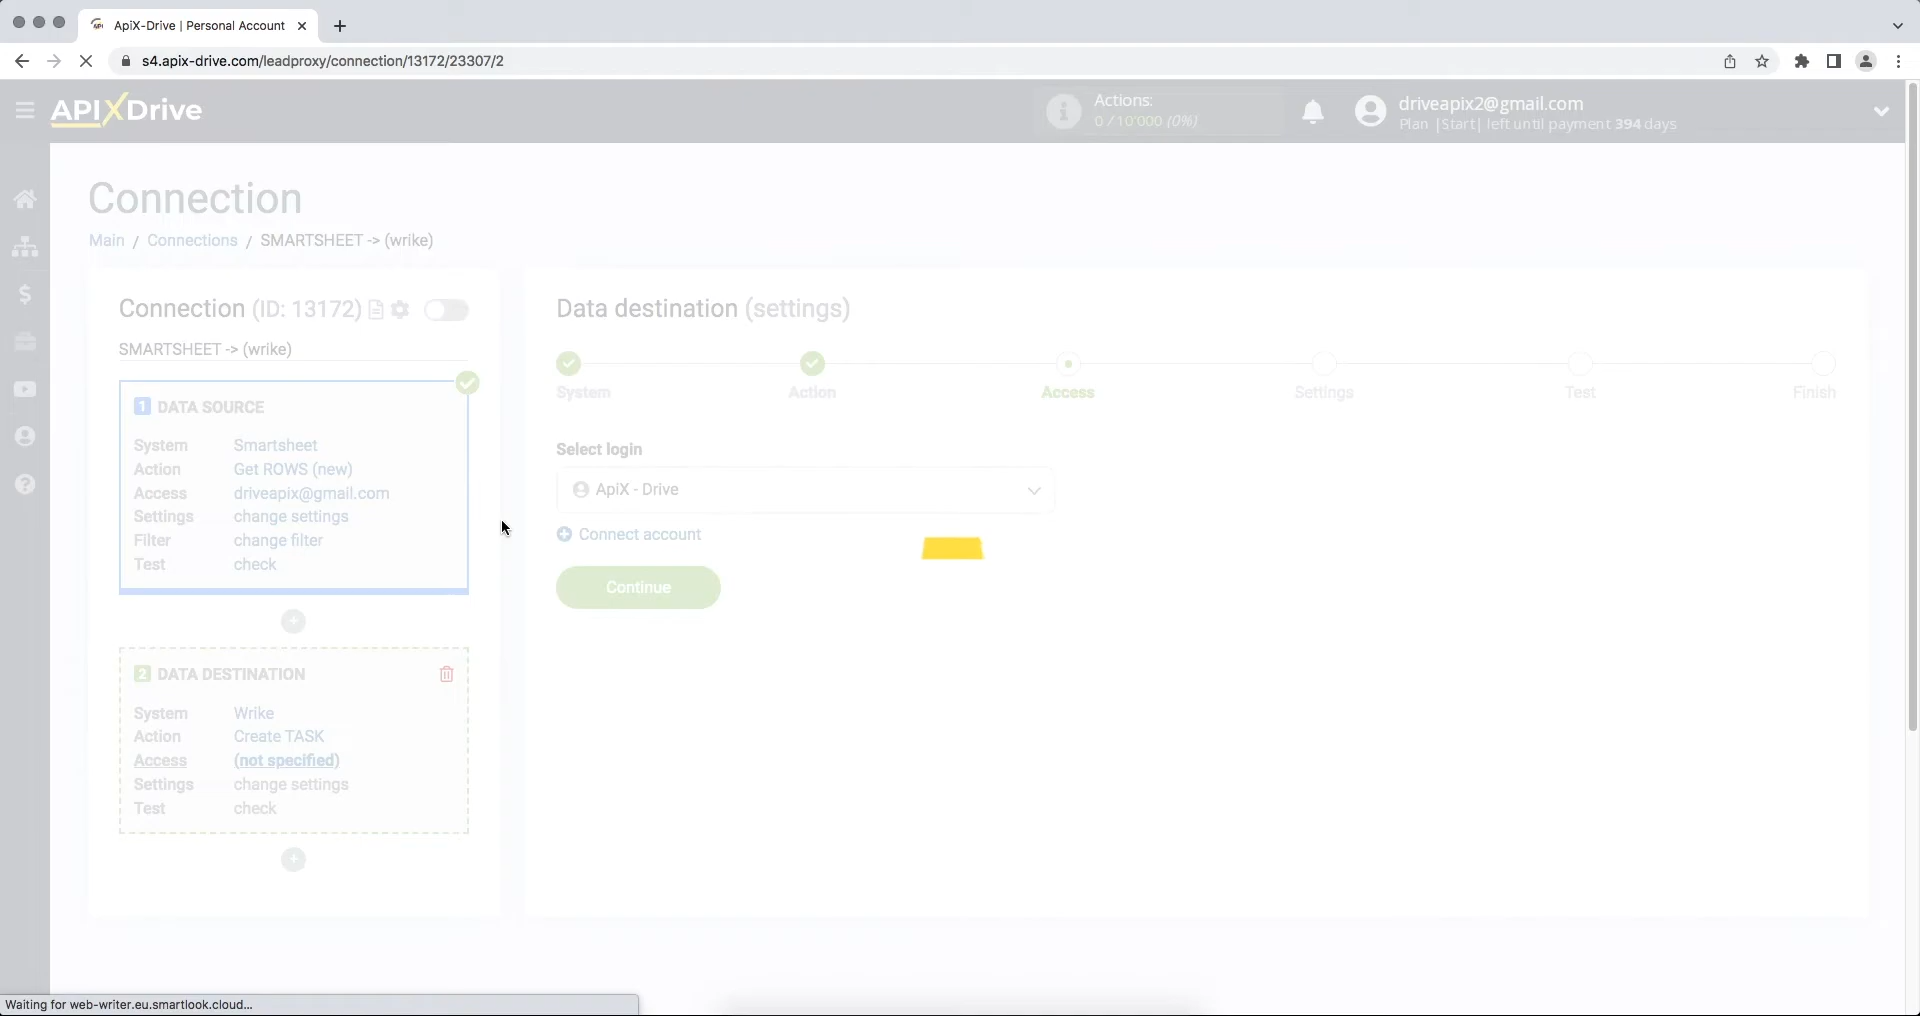 ApiX-Drive | Personal Account
s4.apix-drive.com/leadproxy/connection/13172/23307/2
APIXDrive
Actions:
0 / 10'000 (0%)
driveapix2@gmail.com
Plan |Start| left until payment 394 days
Connection
Main / Connections / SMARTSHEET -> (wrike)
Connection (ID: 13172)
SMARTSHEET -> (wrike)
1 DATA SOURCE
System Smartsheet
Action Get ROWS (new)
Access driveapix@gmail.com
Settings change settings
Filter change filter
Test check
2 DATA DESTINATION
System Wrike
Action Create TASK
Access (not specified)
Settings change settings
Test check
Data destination (settings)
System Action Access Settings Test Finish
Select login
ApiX - Drive
Connect account
Continue
Waiting for web-writer.eu.smartlook.cloud...